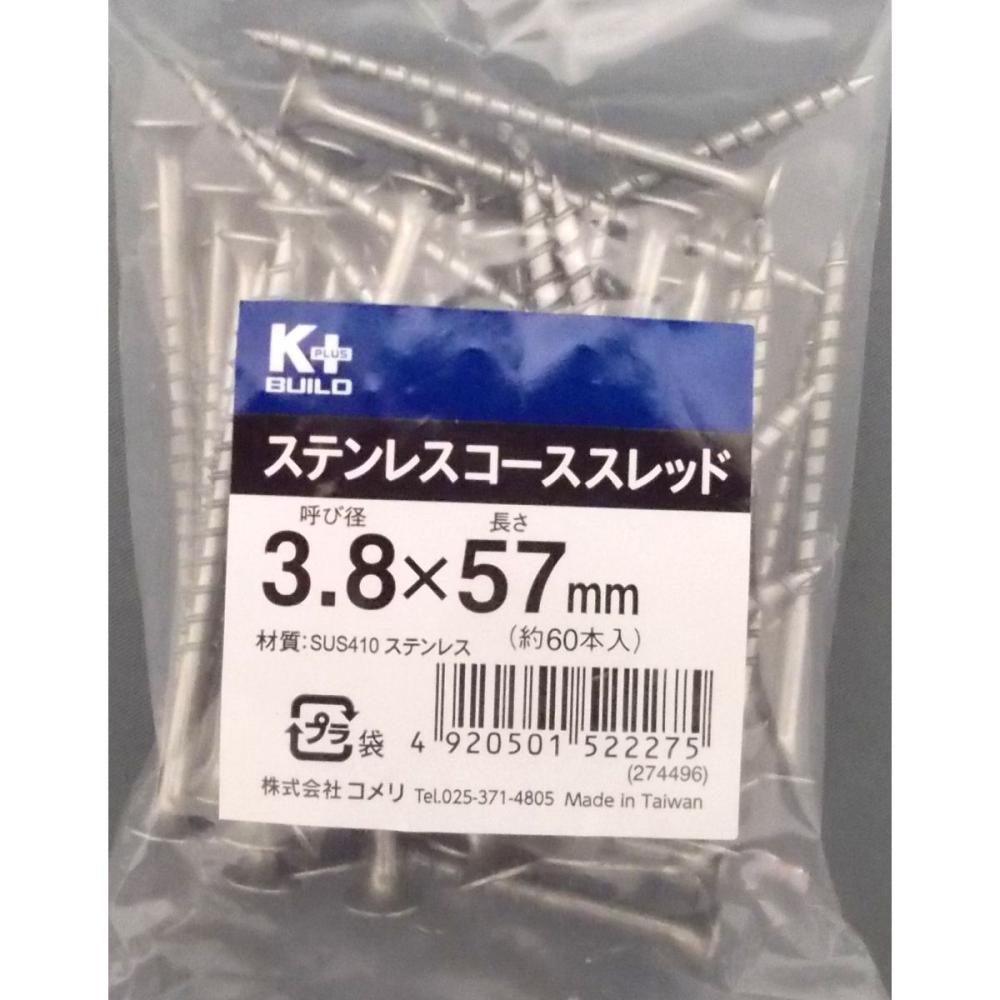 K+
PLUS
BUILD
ステンレスコーススレッド
呼び径 長さ
3.8×57mm
材質:SUS410 ステンレス (約60本入)
プラ 袋
4 920501 522275
(274496)
株式会社 コメリ Tel.025-371-4805 Made in Taiwan